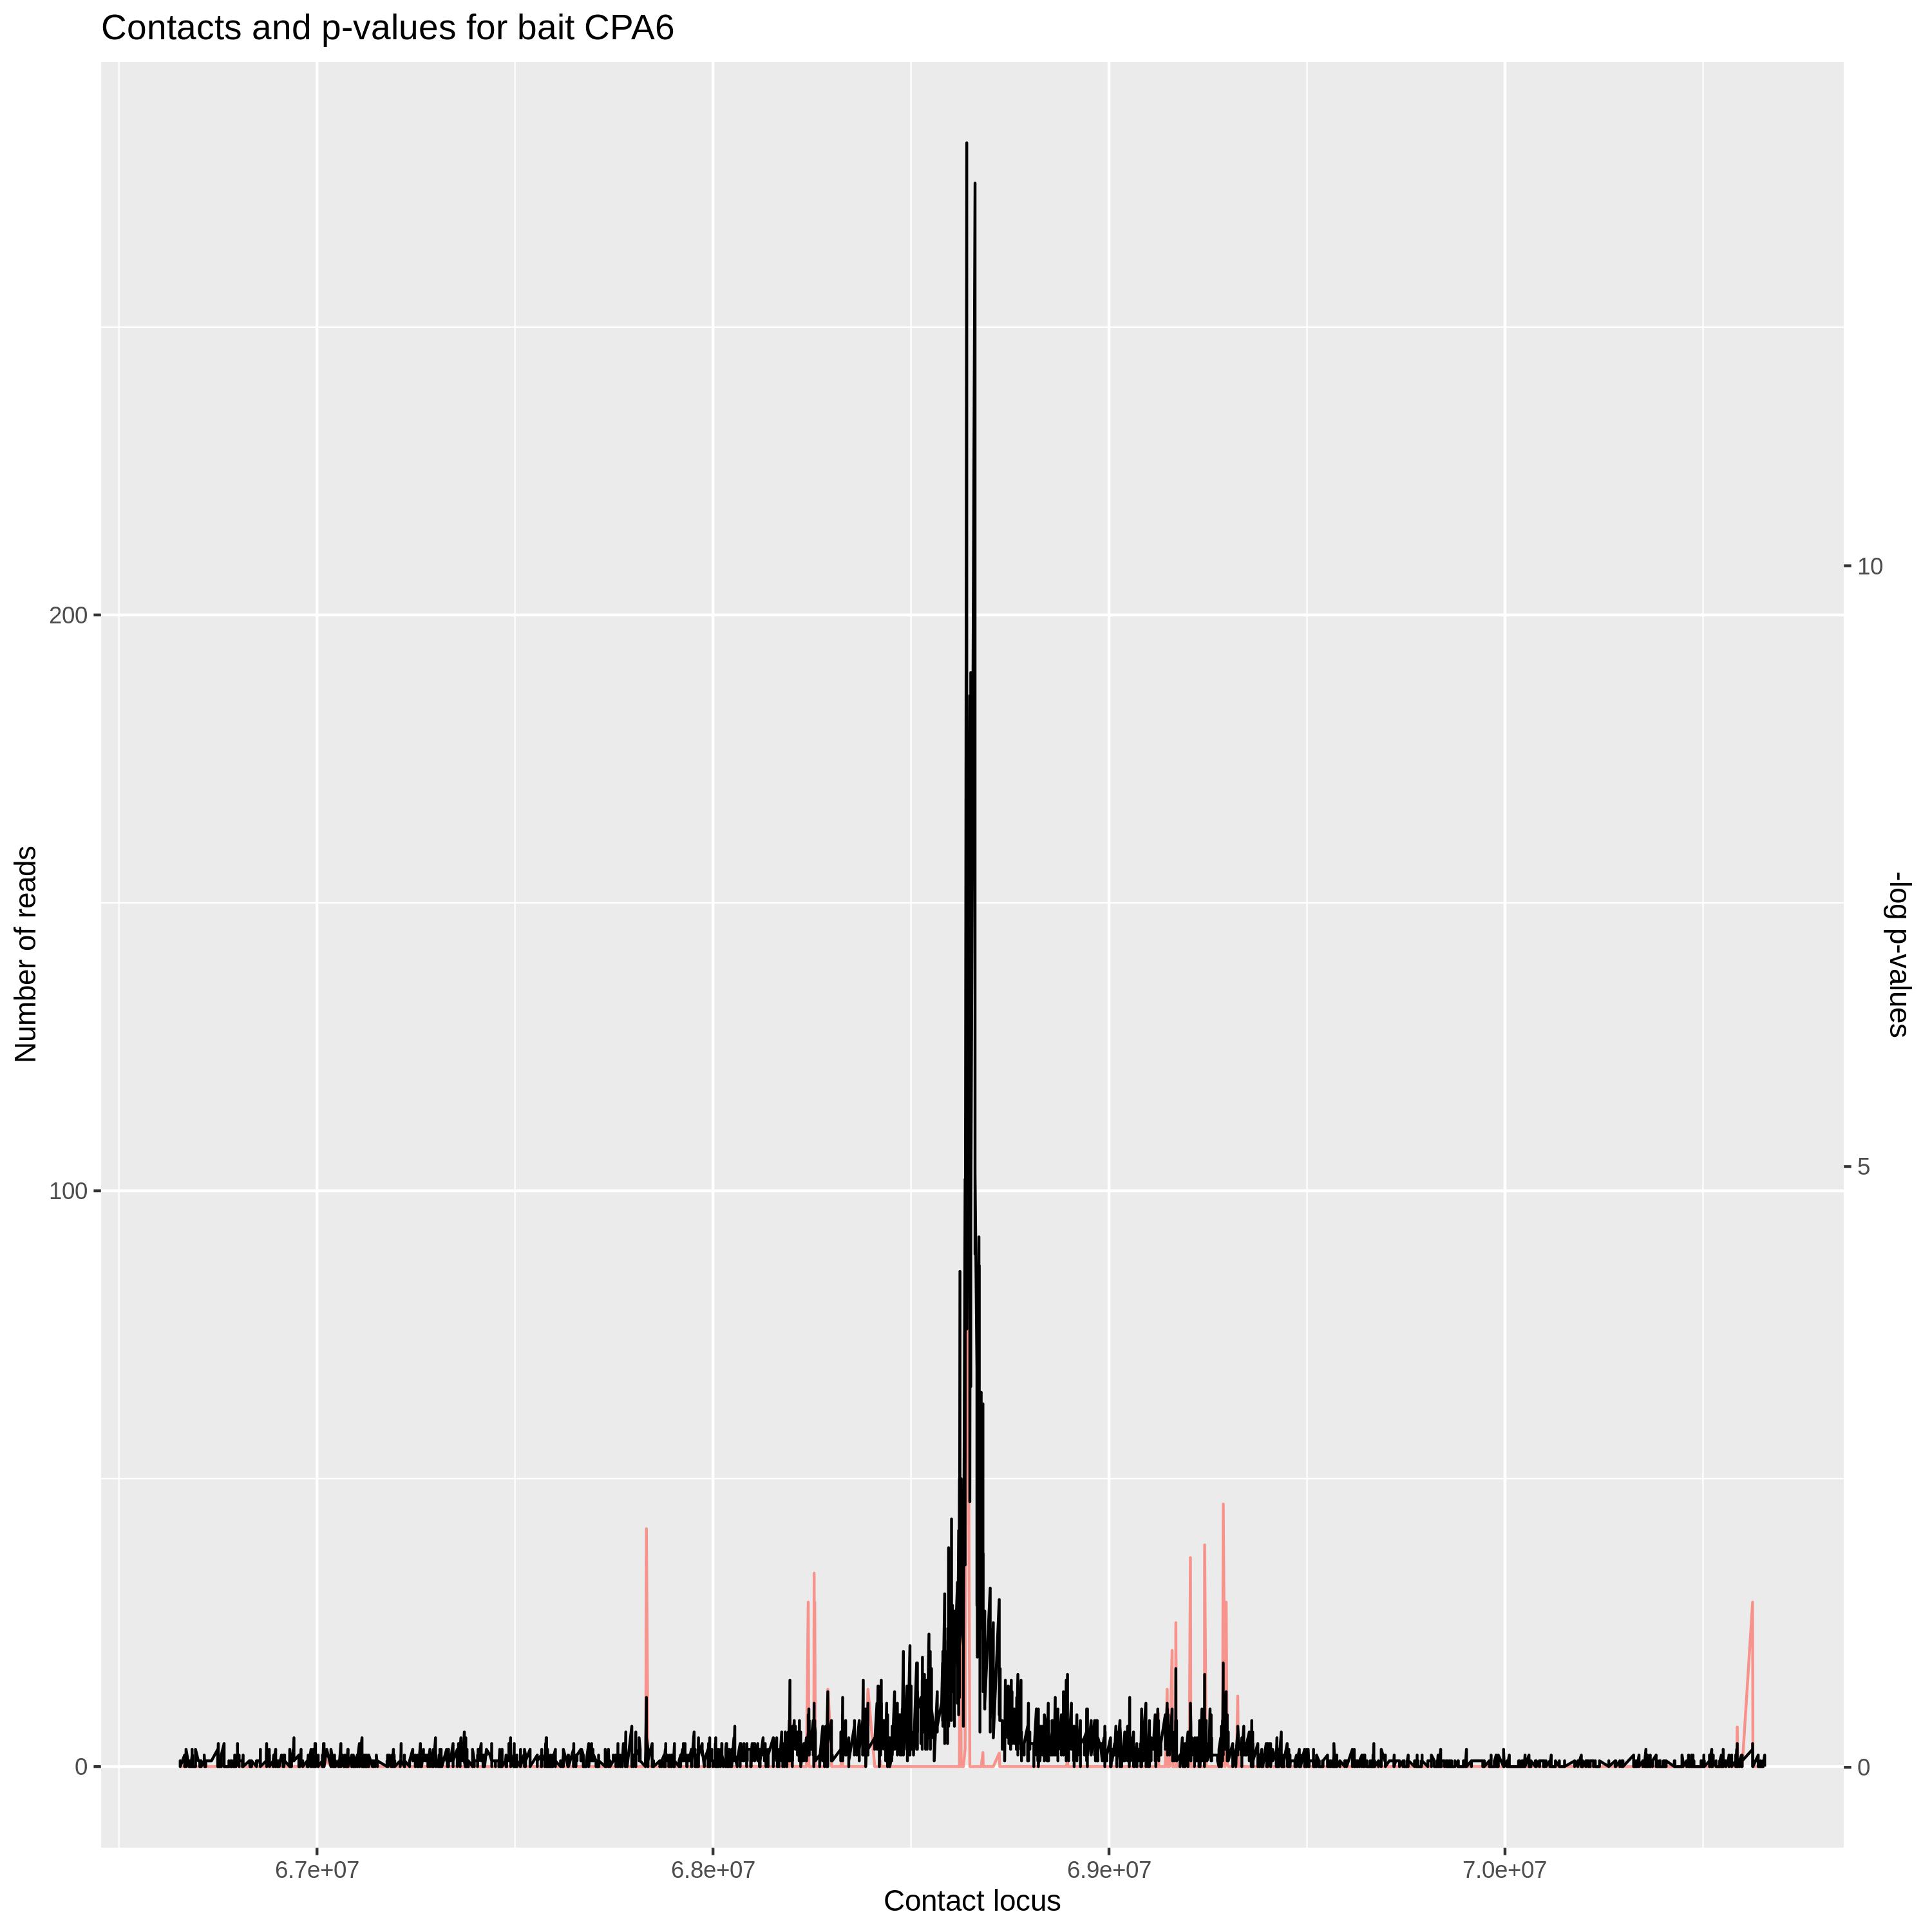 Contacts and p-values for bait CPA6
Number of reads
200
100
0
10
5
0
-log p-values
6.7e+07
6.8e+07
6.9e+07
7.0e+07
Contact locus